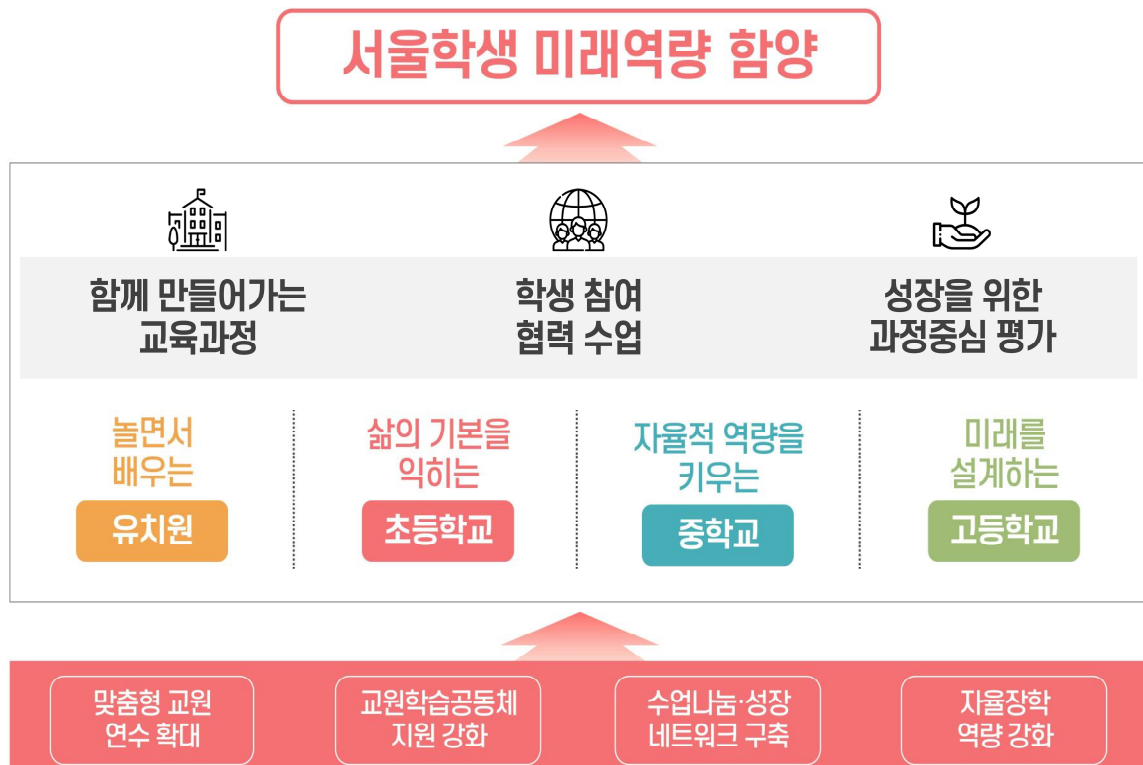 서울학생 미래역량 함양
함께 만들어가는
교육과정
학생 참여
협력 수업
성장을 위한
과정중심 평가
놀면서
배우는
유치원
삶의 기본을
익히는
초등학교
자율적 역량을
키우는
중학교
미래를
설계하는
고등학교
맞춤형 교원
연수 확대
교원학습공동체
지원 강화
수업나눔·성장
네트워크 구축
자율장학
역량 강화